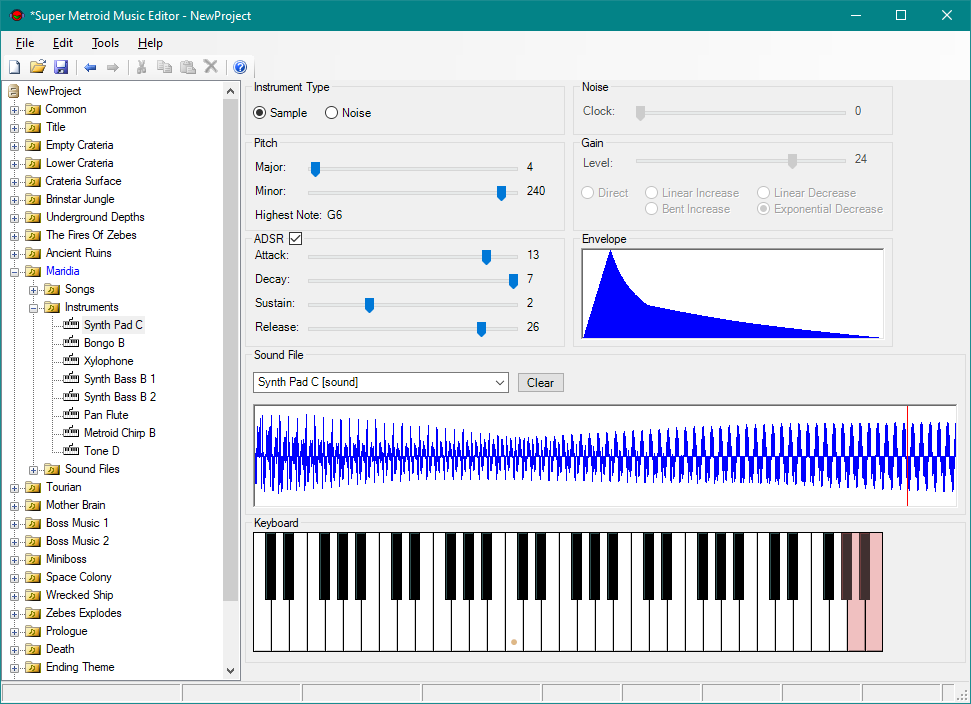 *Super Metroid Music Editor - NewProject
File Edit Tools Help
NewProject
Common
Title
Empty Crateria
Lower Crateria
Crateria Surface
Brinstar Jungle
Underground Depths
The Fires Of Zebes
Ancient Ruins
Maridia
Songs
Instruments
Synth Pad C
Bongo B
Xylophone
Synth Bass B 1
Synth Bass B 2
Pan Flute
Metroid Chirp B
Tone D
Sound Files
Tourian
Mother Brain
Boss Music 1
Boss Music 2
Miniboss
Space Colony
Wrecked Ship
Zebes Explodes
Prologue
Death
Ending Theme
Instrument Type
Sample Noise
Pitch
Major: 4
Minor: 240
Highest Note: G6
ADSR
Attack: 13
Decay: 7
Sustain: 2
Release: 26
Noise
Clock: 0
Gain
Level: 24
Direct Linear Increase Linear Decrease
Bent Increase Exponential Decrease
Envelope
Sound File
Synth Pad C [sound] Clear
Keyboard